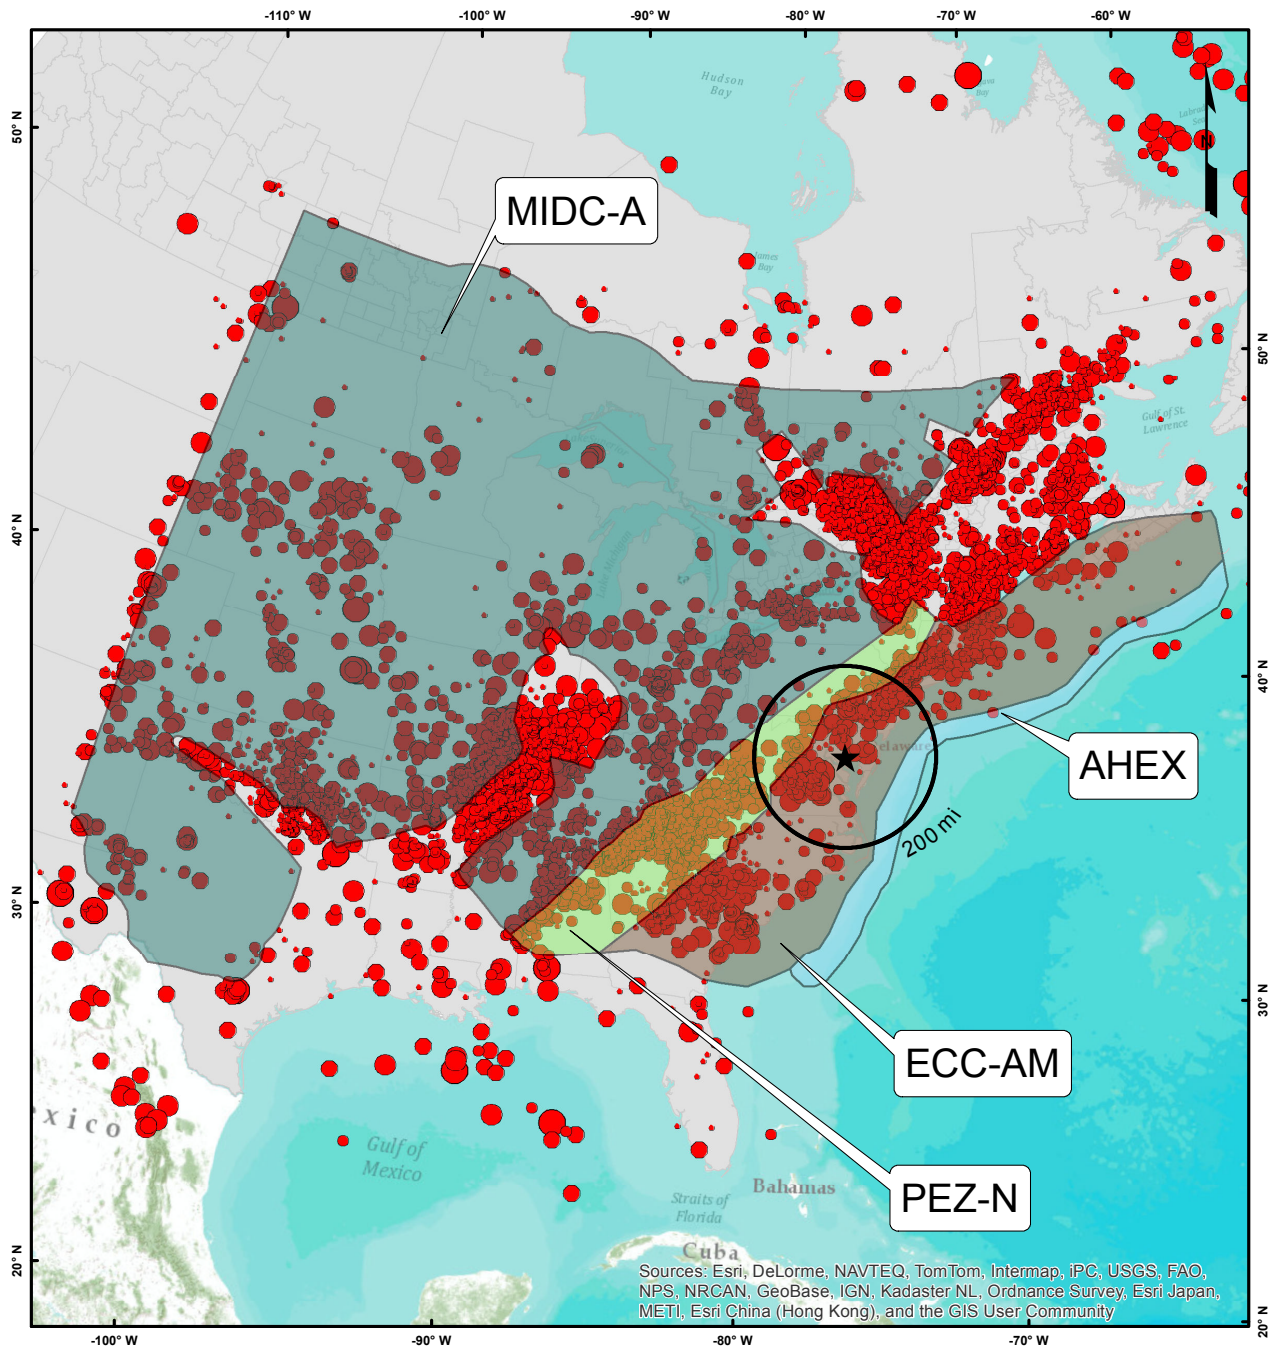 -110° W
-100° W
-90° W
-80° W
-70° W
-60° W
50° N
40° N
30° N
20° N
50° N
40° N
30° N
20° N
-100° W
-90° W
-80° W
-70° W
Hudson
Bay
Bay
James
Bay
N
MIDC-A
Gulf of St.
Lawrence
Lake Michigan
AHEX
200 mi
ECC-AM
PEZ-N
xico
Gulf of
Mexico
Bahamas
Straits of
Florida
Cuba
Sources: Esri, DeLorme, NAVTEQ, TomTom, Intermap, iPC, USGS, FAO,
NPS, NRCAN, GeoBase, IGN, Kadaster NL, Ordnance Survey, Esri Japan,
METI, Esri China (Hong Kong), and the GIS User Community